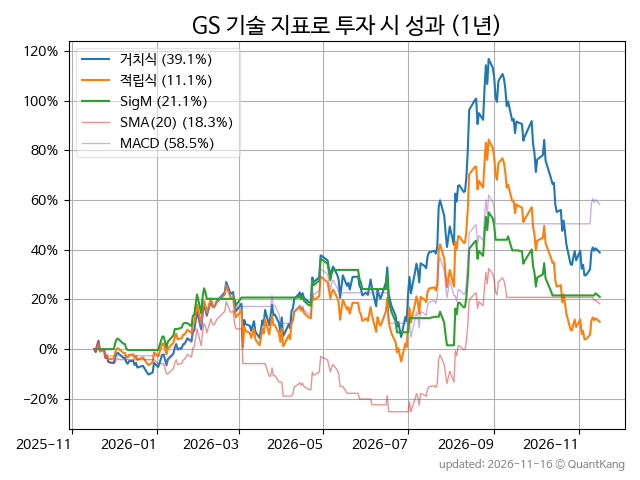 GS 기술 지표로 투자 시 성과 (1년)
거치식 (39.1%)
적립식 (11.1%)
SigM (21.1%)
SMA(20) (18.3%)
MACD (58.5%)
120%
100%
80%
60%
40%
20%
0%
−20%
2025-11 2026-01 2026-03 2026-05 2026-07 2026-09 2026-11
updated: 2026-11-16 © QuantKang